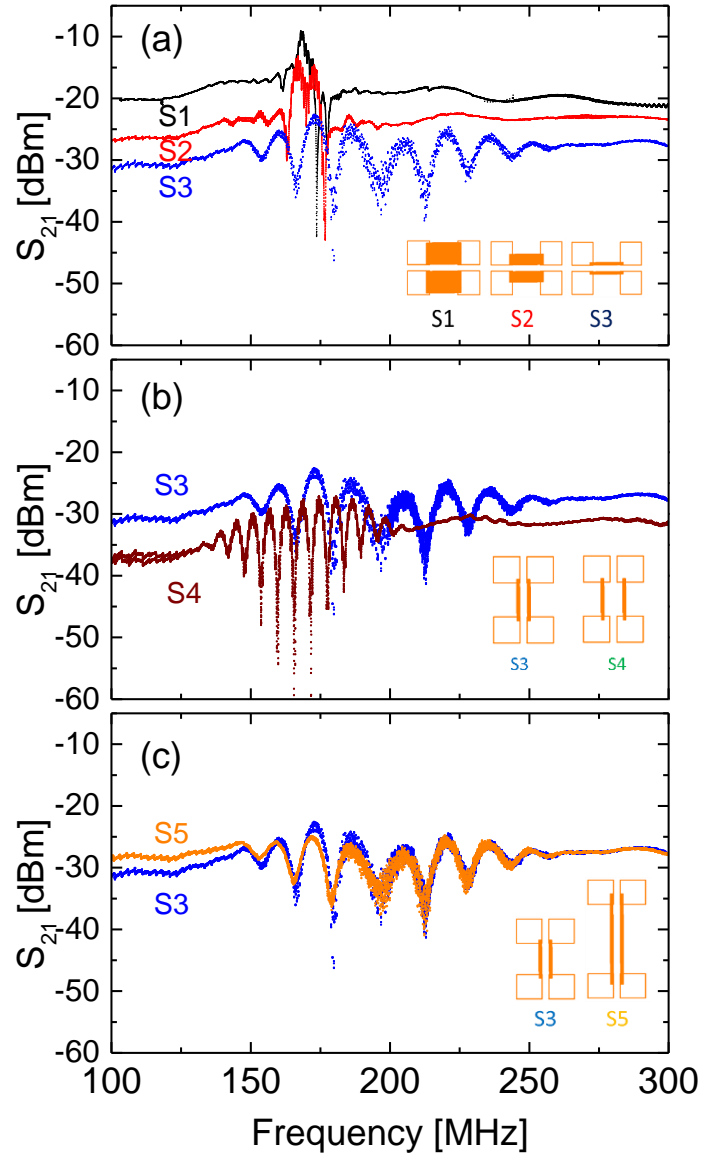 (a)
-10
-20
-30
-40
-50
-60
S21 [dBm]
S1
S2
S3
S1 S2 S3
(b)
-10
-20
-30
-40
-50
-60
S21 [dBm]
S3
S4
S3 S4
(c)
-10
-20
-30
-40
-50
-60
S21 [dBm]
S5
S3
S3 S5
100 150 200 250 300
Frequency [MHz]